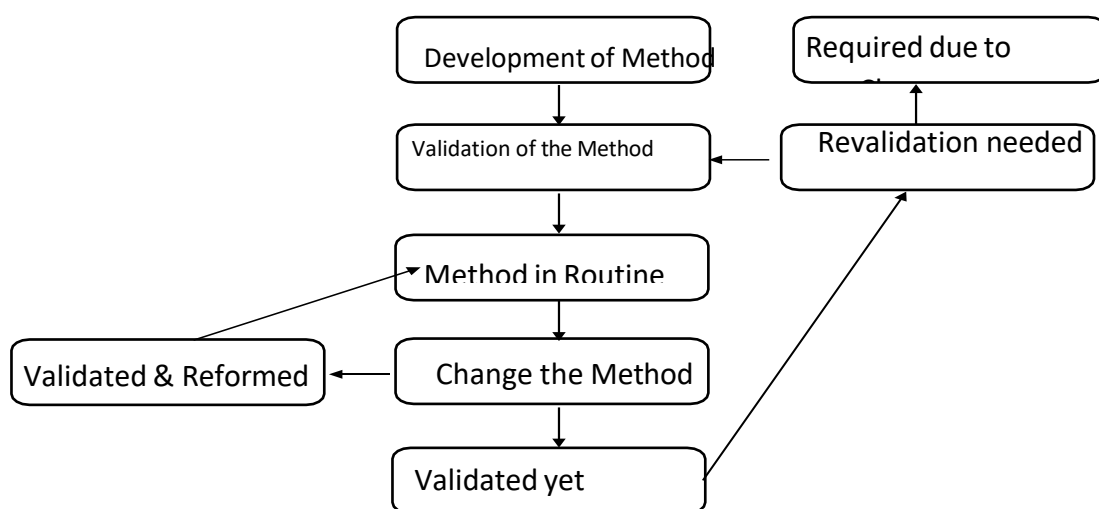 Development of Method
Required due to
Validation of the Method
Revalidation needed
Method in Routine
Validated & Reformed
Change the Method
Validated yet